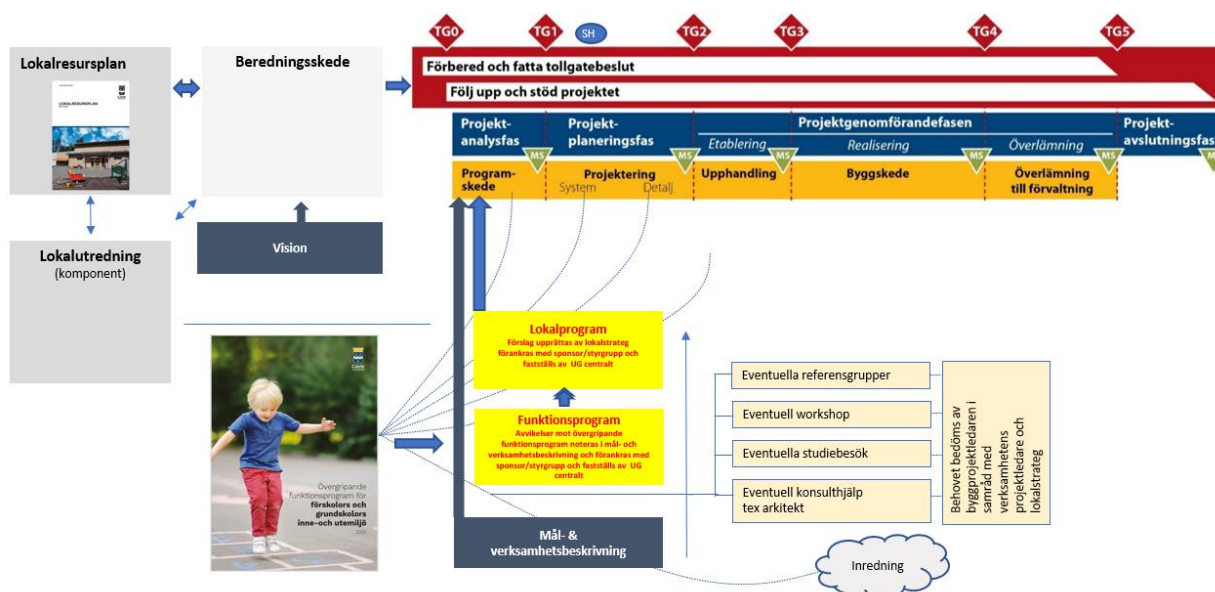 TG0
TG1
SH
TG2
TG3
TG4
TG5
Förbered och fatta tollgatebeslut
Följ upp och stöd projektet
Projekt-
analysfas
Projekt-
planeringsfas
Projektgenomförandefasen
Etablering
Realisering
Överlämning
Projekt-
avslutningsfas
MS
MS
MS
MS
MS
MS
Program-
skede
Projektering
System
Detalj
Upphandling
Byggskede
Överlämning
till förvaltning
Lokalresursplan
LOKALRESURSPLAN
Beredningsskede
Lokalutredning
(komponent)
Vision
Lokalprogram
Förslag upprättas av lokalstrateg
förankras med sponsor/styrgrupp och
fastställs av UG centralt
Funktionsprogram
Avvikelser mot övergripande
funktionsprogram noteras i mål- och
verksamhetsbeskrivning och förankras med
sponsor/styrgrupp och fastställs av UG
centralt
Övergripande
funktionsprogram för
förskolors och
grundskolors
inne-och utemiljö
2021
Mål- &
verksamhetsbeskrivning
Eventuella referensgrupper
Eventuell workshop
Eventuella studiebesök
Eventuell konsulthjälp
tex arkitekt
Behovet bedöms av
byggprojektledaren i
samråd med
verksamhetens
projektledare och
lokalstrateg
Inredning